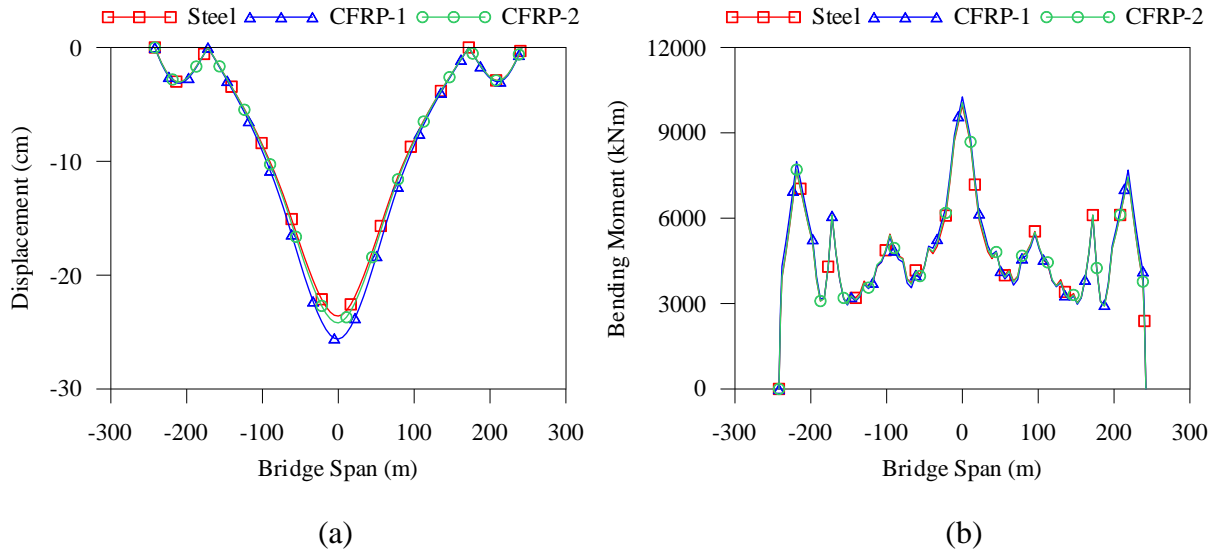 Steel CFRP-1 CFRP-2
0
-10
-20
-30
Displacement (cm)
-300 -200 -100 0 100 200 300
Bridge Span (m)
(a)
Steel CFRP-1 CFRP-2
12000
9000
6000
3000
0
Bending Moment (kNm)
-300 -200 -100 0 100 200 300
Bridge Span (m)
(b)